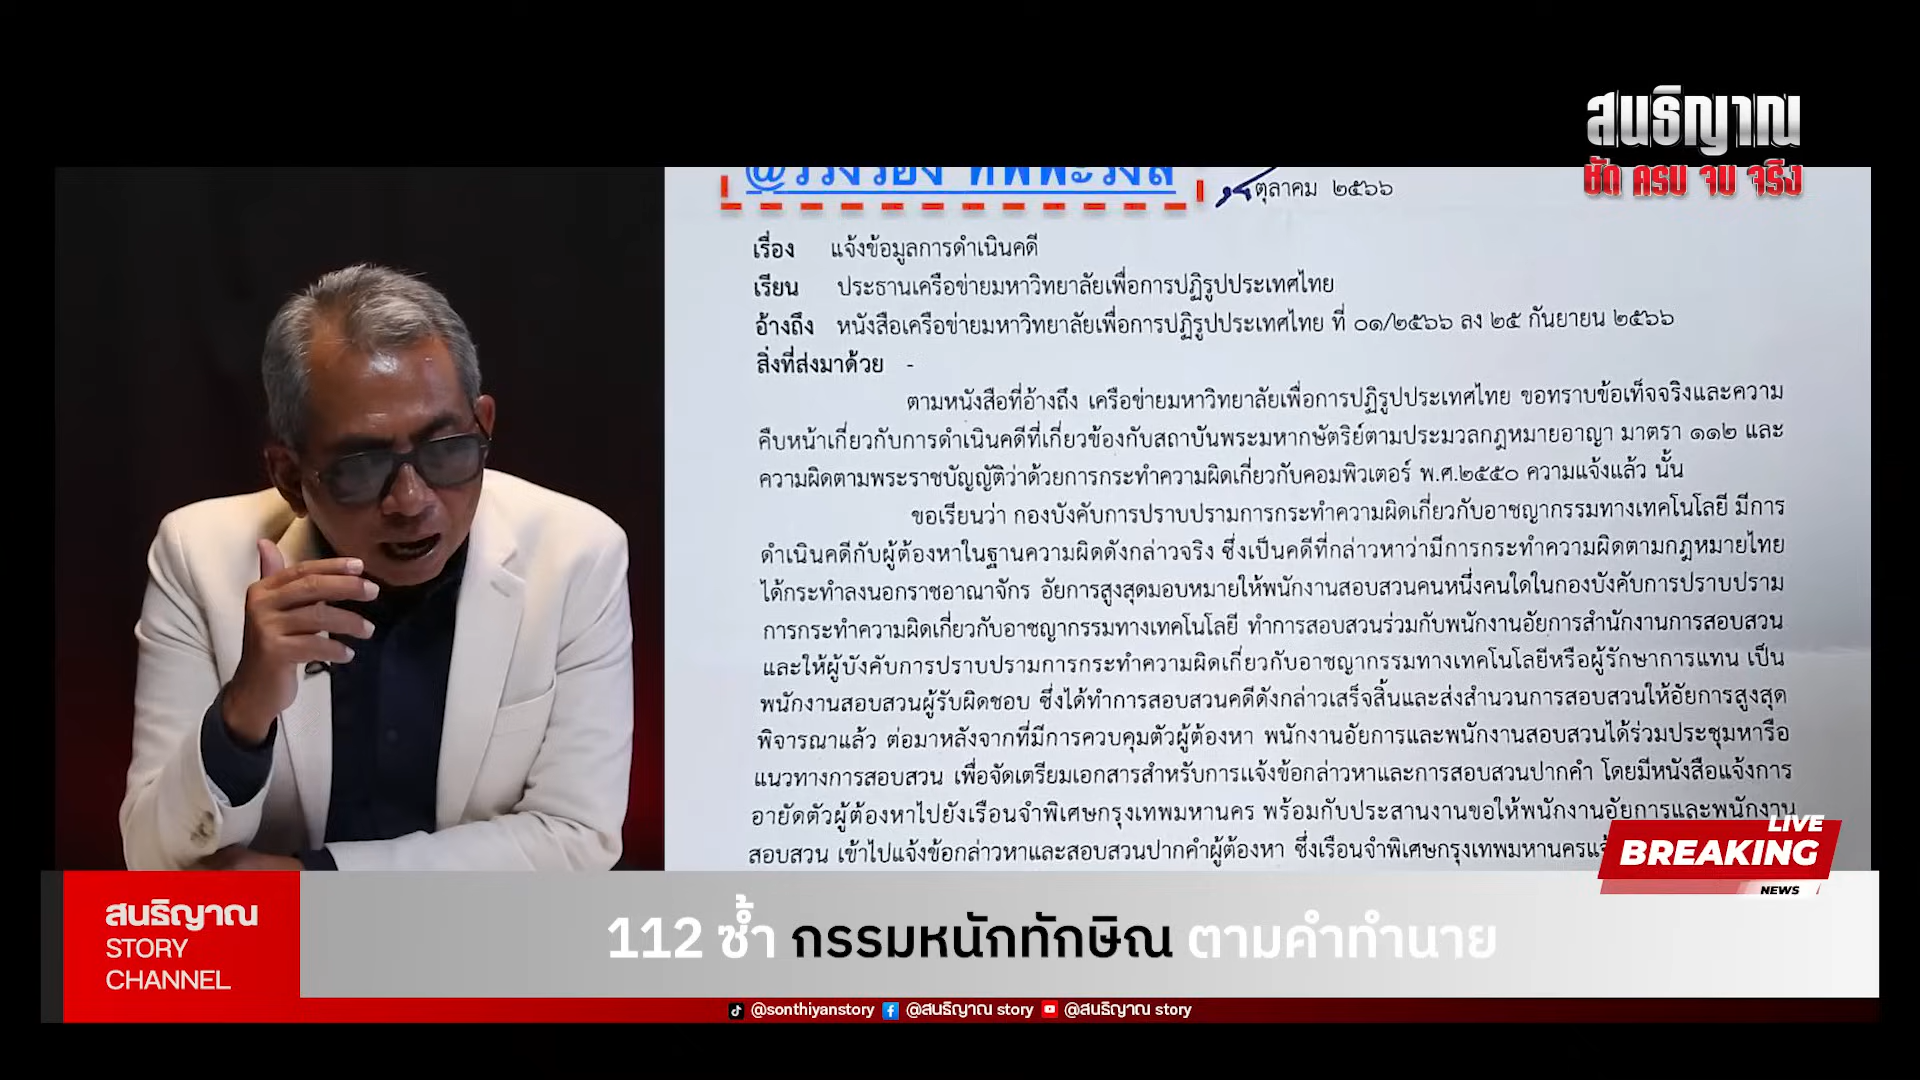 สนธิญาณ
ชัด ครบ จบ จริง
ตุลาคม ๒๕๖๖
เรื่อง แจ้งข้อมูลการดำเนินคดี
เรียน ประธานเครือข่ายมหาวิทยาลัยเพื่อการปฏิรูปประเทศไทย
อ้างถึง หนังสือเครือข่ายมหาวิทยาลัยเพื่อการปฏิรูปประเทศไทย ที่ ๐๑/๒๕๖๖ ลง ๒๕ กันยายน ๒๕๖๖
สิ่งที่ส่งมาด้วย -
ตามหนังสือที่อ้างถึง เครือข่ายมหาวิทยาลัยเพื่อการปฏิรูปประเทศไทย ขอทราบข้อเท็จจริงและความ
คืบหน้าเกี่ยวกับการดำเนินคดีที่เกี่ยวข้องกับสถาบันพระมหากษัตริย์ตามประมวลกฎหมายอาญา มาตรา ๑๑๒ และ
ความผิดตามพระราชบัญญัติว่าด้วยการกระทำความผิดเกี่ยวกับคอมพิวเตอร์ พ.ศ.๒๕๕๐ ความแจ้งแล้ว นั้น
ขอเรียนว่า กองบังคับการปราบปรามการกระทำความผิดเกี่ยวกับอาชญากรรมทางเทคโนโลยี มีการ
ดำเนินคดีกับผู้ต้องหาในฐานความผิดดังกล่าวจริง ซึ่งเป็นคดีที่กล่าวหาว่ามีการกระทำความผิดตามกฎหมายไทย
ได้กระทำลงนอกราชอาณาจักร อัยการสูงสุดมอบหมายให้พนักงานสอบสวนคนหนึ่งคนใดในกองบังคับการปราบปราม
การกระทำความผิดเกี่ยวกับอาชญากรรมทางเทคโนโลยี ทำการสอบสวนร่วมกับพนักงานอัยการสำนักงานการสอบสวน
และให้ผู้บังคับการปราบปรามการกระทำความผิดเกี่ยวกับอาชญากรรมทางเทคโนโลยีหรือผู้รักษาการแทน เป็น
พนักงานสอบสวนผู้รับผิดชอบ ซึ่งได้ทำการสอบสวนคดีดังกล่าวเสร็จสิ้นและส่งสำนวนการสอบสวนให้อัยการสูงสุด
พิจารณาแล้ว ต่อมาหลังจากที่มีการควบคุมตัวผู้ต้องหา พนักงานอัยการและพนักงานสอบสวนได้ร่วมประชุมหารือ
แนวทางการสอบสวน เพื่อจัดเตรียมเอกสารสำหรับการแจ้งข้อกล่าวหาและการสอบสวนปากคำ โดยมีหนังสือแจ้งการ
อายัดตัวผู้ต้องหาไปยังเรือนจำพิเศษกรุงเทพมหานคร พร้อมกับประสานงานขอให้พนักงานอัยการและพนักงาน
สอบสวน เข้าไปแจ้งข้อกล่าวหาและสอบสวนปากคำผู้ต้องหา ซึ่งเรือนจำพิเศษกรุงเทพมหานคร
LIVE
BREAKING
NEWS
สนธิญาณ
STORY
CHANNEL
112 ซ้ำ กรรมหนักทักษิณ ตามคำทำนาย
@sonthiyanstory @สนธิญาณ story @สนธิญาณ story